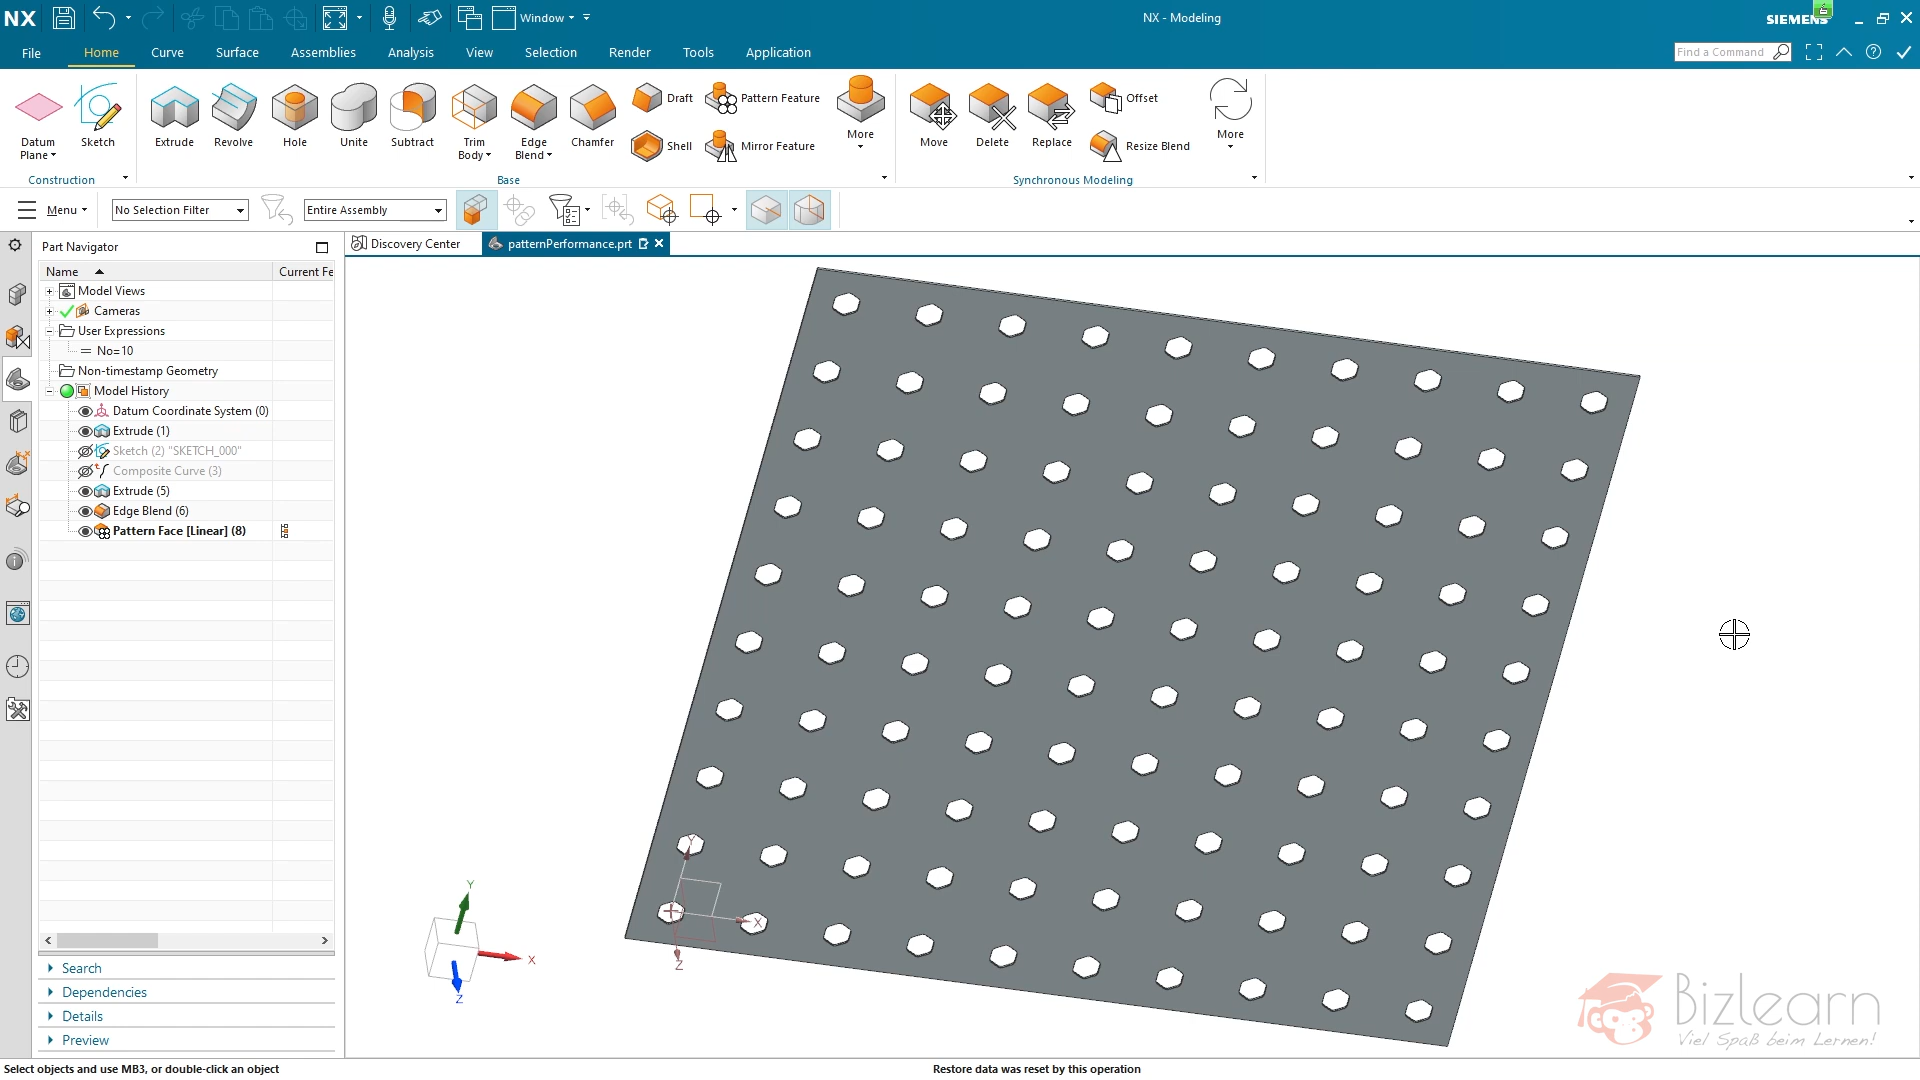 NX
Window
NX - Modeling
SIEMENS
File
Home
Curve
Surface
Assemblies
Analysis
View
Selection
Render
Tools
Application
Find a Command
Datum
Plane
Sketch
Extrude
Revolve
Hole
Unite
Subtract
Trim
Body
Edge
Blend
Chamfer
Draft
Shell
Pattern Feature
Mirror Feature
More
Move
Delete
Replace
Offset
Resize Blend
More
Construction
Base
Synchronous Modeling
Menu
No Selection Filter
Entire Assembly
Part Navigator
Discovery Center
patternPerformance.prt
Name
Current Fe
Model Views
Cameras
User Expressions
No=10
Non-timestamp Geometry
Model History
Datum Coordinate System (0)
Extrude (1)
Sketch (2) "SKETCH_000"
Composite Curve (3)
Extrude (5)
Edge Blend (6)
Pattern Face [Linear] (8)
Y
X
Z
Y
X
Z
Search
Dependencies
Details
Preview
Bizlearn
Viel Spaß beim Lernen!
Select objects and use MB3, or double-click an object
Restore data was reset by this operation